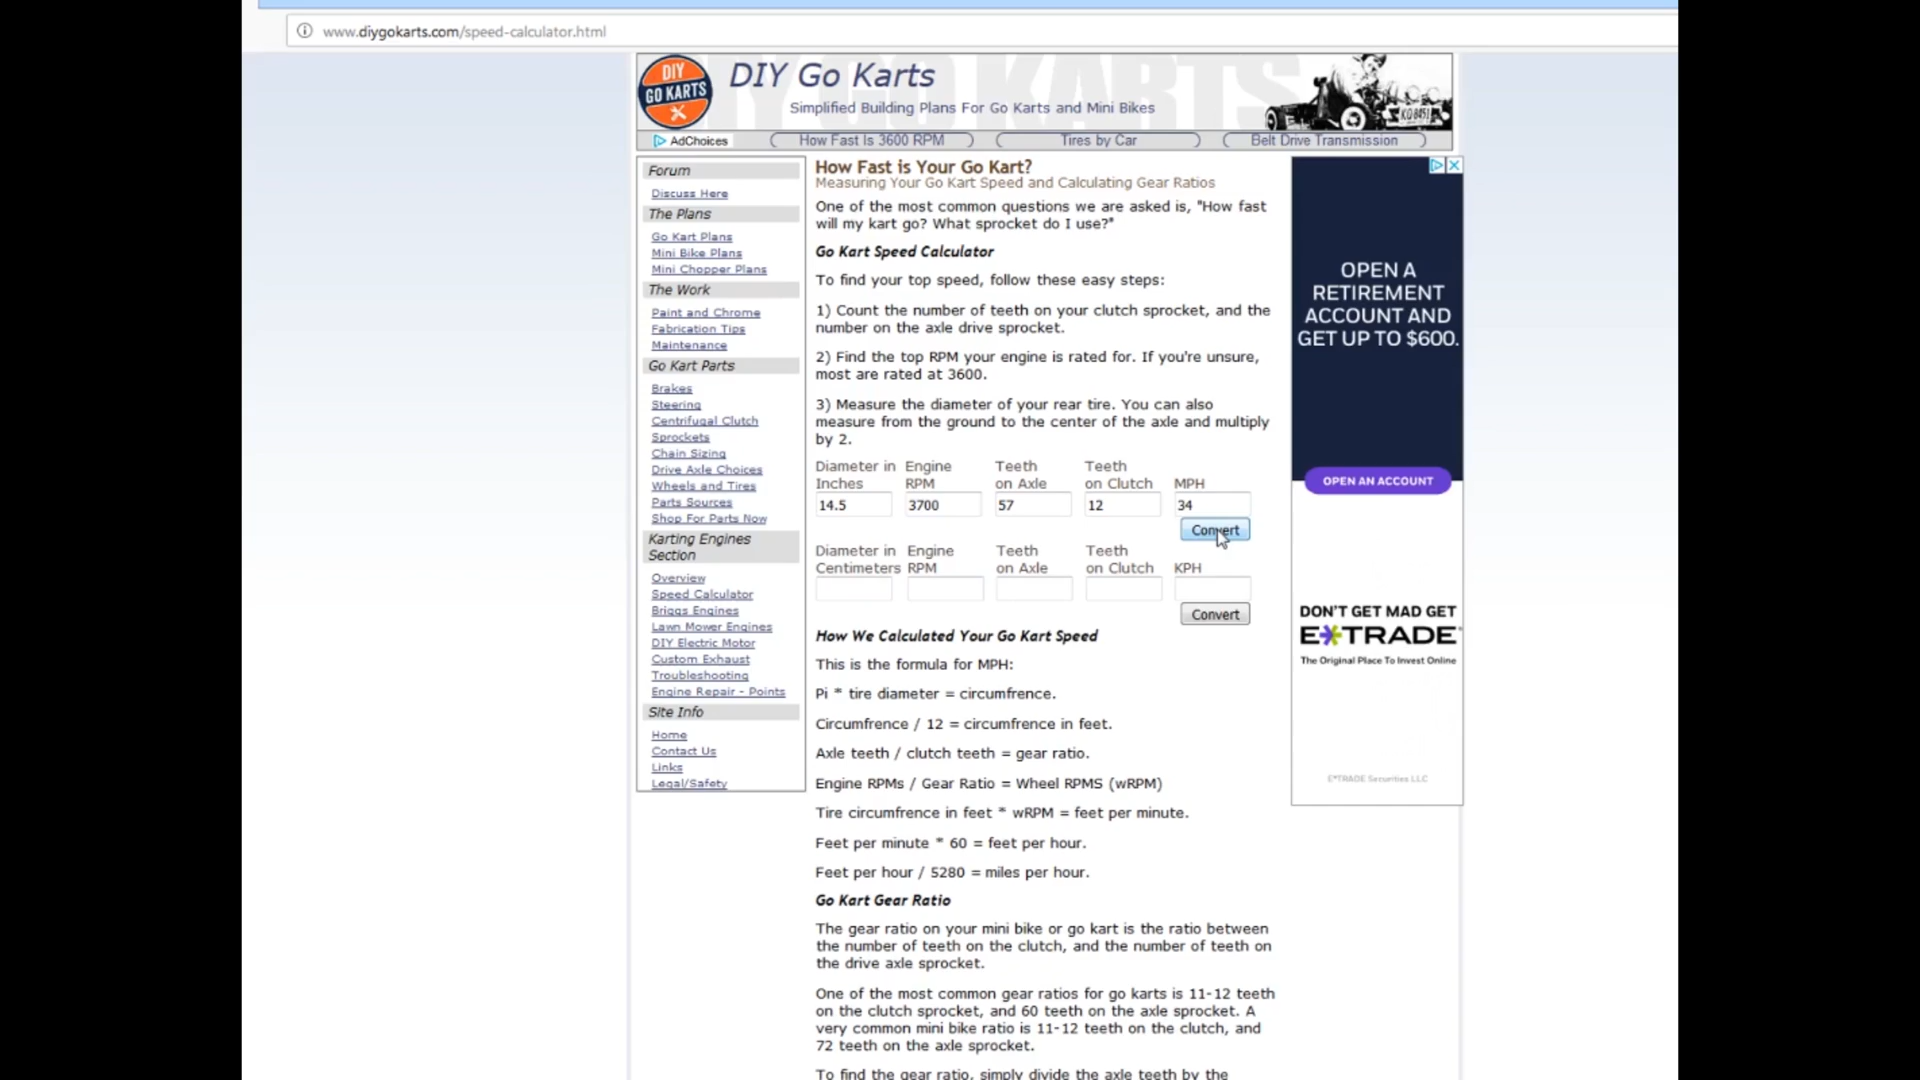 www.diygokarts.com/speed-calculator.html
DIY
GO KARTS
DIY Go Karts
Simplified Building Plans For Go Karts and Mini Bikes
AdChoices
How Fast Is 3600 RPM
Tires by Car
Belt Drive Transmission
Forum
Discuss Here
The Plans
Go Kart Plans
Mini Bike Plans
Mini Chopper Plans
The Work
Paint and Chrome
Fabrication Tips
Maintenance
Go Kart Parts
Brakes
Steering
Centrifugal Clutch
Sprockets
Chain Sizing
Drive Axle Choices
Wheels and Tires
Parts Sources
Shop For Parts Now
Karting Engines
Section
Overview
Speed Calculator
Briggs Engines
Lawn Mower Engines
DIY Electric Motor
Custom Exhaust
Troubleshooting
Engine Repair - Points
Site Info
Home
Contact Us
Links
Legal/Safety
How Fast is Your Go Kart?
Measuring Your Go Kart Speed and Calculating Gear Ratios
One of the most common questions we are asked is, "How fast
will my kart go? What sprocket do I use?"
Go Kart Speed Calculator
To find your top speed, follow these easy steps:
1) Count the number of teeth on your clutch sprocket, and the
number on the axle drive sprocket.
2) Find the top RPM your engine is rated for. If you're unsure,
most are rated at 3600.
3) Measure the diameter of your rear tire. You can also
measure from the ground to the center of the axle and multiply
by 2.
Diameter in Engine Teeth Teeth
Inches RPM on Axle on Clutch MPH
14.5 3700 57 12 34
Convert
Diameter in Engine Teeth Teeth
Centimeters RPM on Axle on Clutch KPH
Convert
How We Calculated Your Go Kart Speed
This is the formula for MPH:
Pi * tire diameter = circumfrence.
Circumfrence / 12 = circumfrence in feet.
Axle teeth / clutch teeth = gear ratio.
Engine RPMs / Gear Ratio = Wheel RPMS (wRPM)
Tire circumfrence in feet * wRPM = feet per minute.
Feet per minute * 60 = feet per hour.
Feet per hour / 5280 = miles per hour.
Go Kart Gear Ratio
The gear ratio on your mini bike or go kart is the ratio between
the number of teeth on the clutch, and the number of teeth on
the drive axle sprocket.
One of the most common gear ratios for go karts is 11-12 teeth
on the clutch sprocket, and 60 teeth on the axle sprocket. A
very common mini bike ratio is 11-12 teeth on the clutch, and
72 teeth on the axle sprocket.
To find the gear ratio, simply divide the axle teeth by the
OPEN A
RETIREMENT
ACCOUNT AND
GET UP TO $600.
OPEN AN ACCOUNT
DON'T GET MAD GET
E*TRADE
The Original Place To Invest Online
E*TRADE Securities LLC